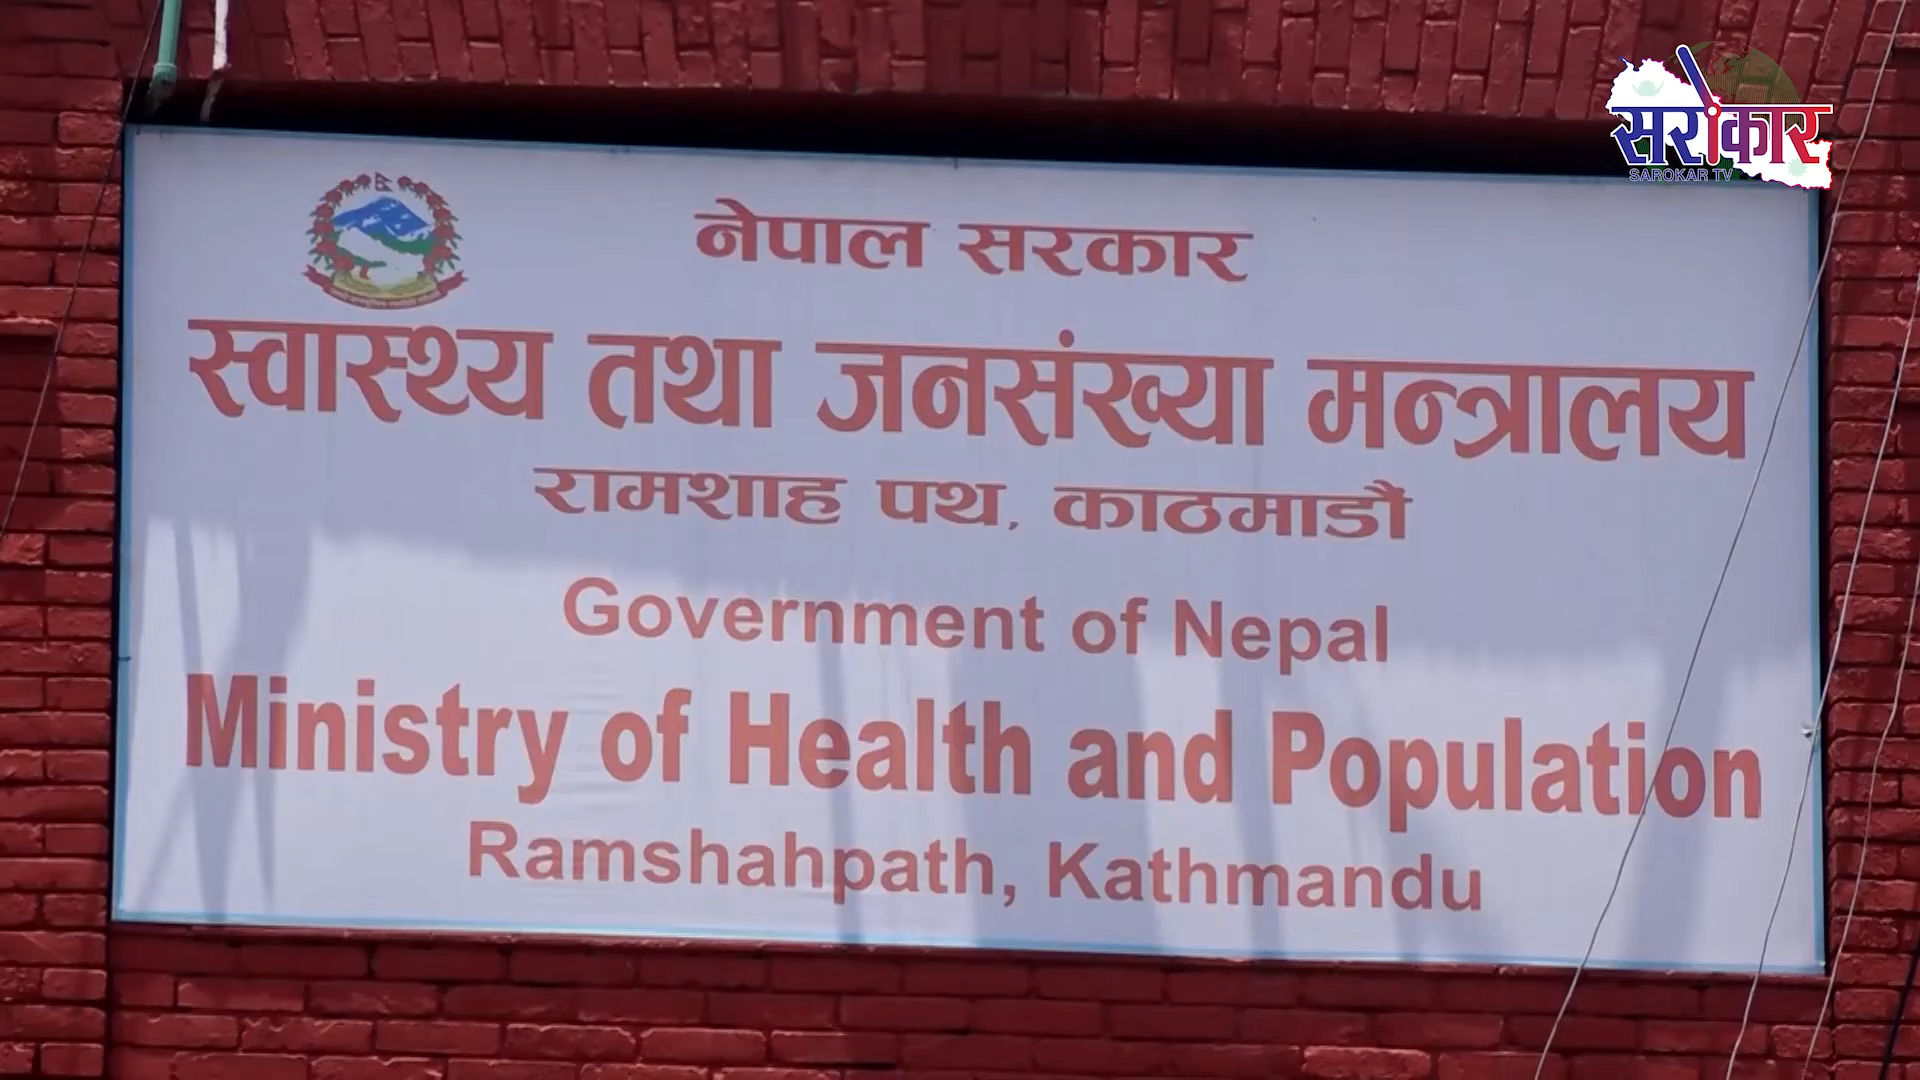 सरोकार
SAROKAR TV
नेपाल सरकार
स्वास्थ्य तथा जनसंख्या मन्त्रालय
रामशाह पथ, काठमाडौं
Government of Nepal
Ministry of Health and Population
Ramshahpath, Kathmandu